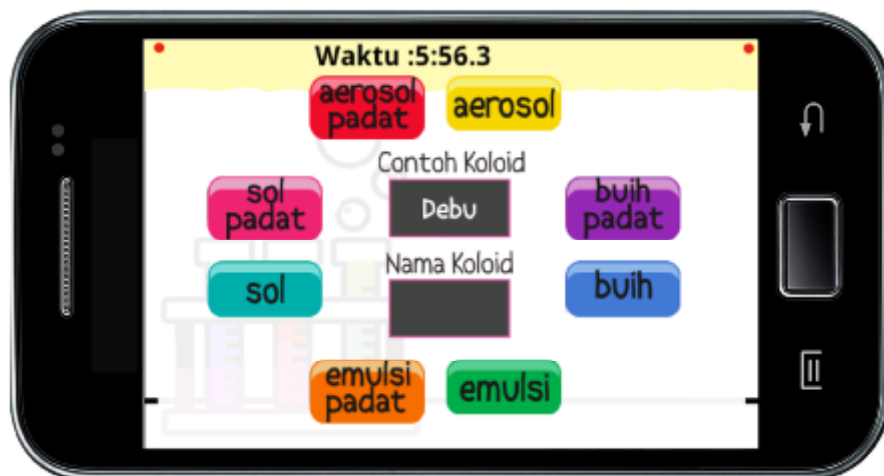 Waktu :5:56.3
aerosol
padat
aerosol
Contoh Koloid
sol
padat
Debu
buih
padat
Nama Koloid
sol
buih
emulsi
padat
emulsi